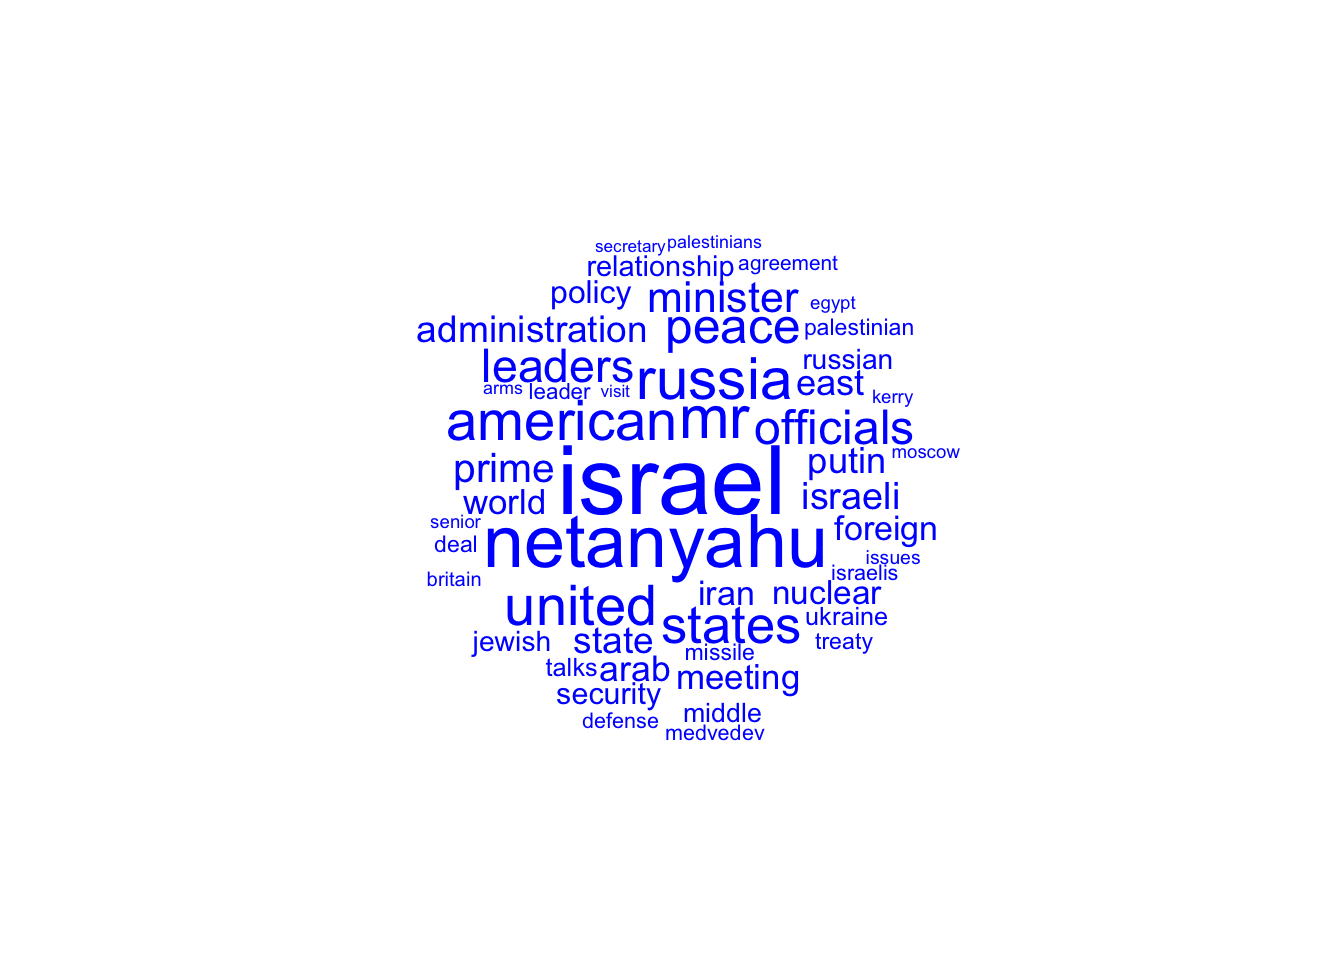 secretary palestinians
relationship agreement
policy minister egypt
administration peace palestinian
leaders russia russian
arms leader visit east kerry
american mr officials
prime israel putin moscow
world israeli
senior netanyahu foreign
deal issues
britain israelis
united iran nuclear
states ukraine
jewish state missile treaty
talks arab meeting
security
defense middle
medvedev